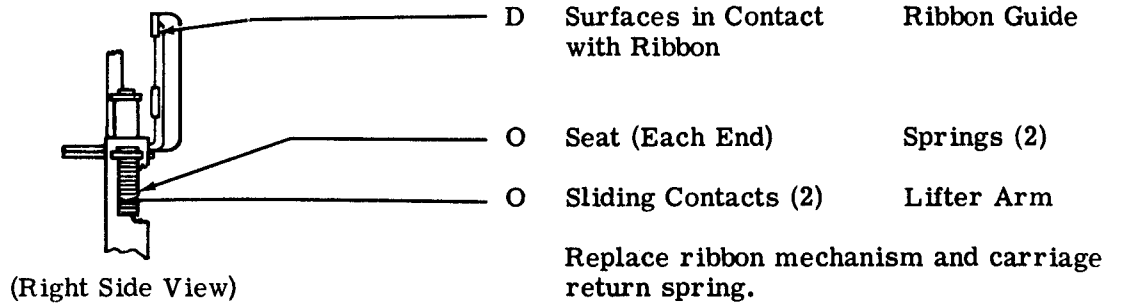 D Surfaces in Contact Ribbon Guide
with Ribbon
O Seat (Each End) Springs (2)
O Sliding Contacts (2) Lifter Arm
Replace ribbon mechanism and carriage
(Right Side View) return spring.